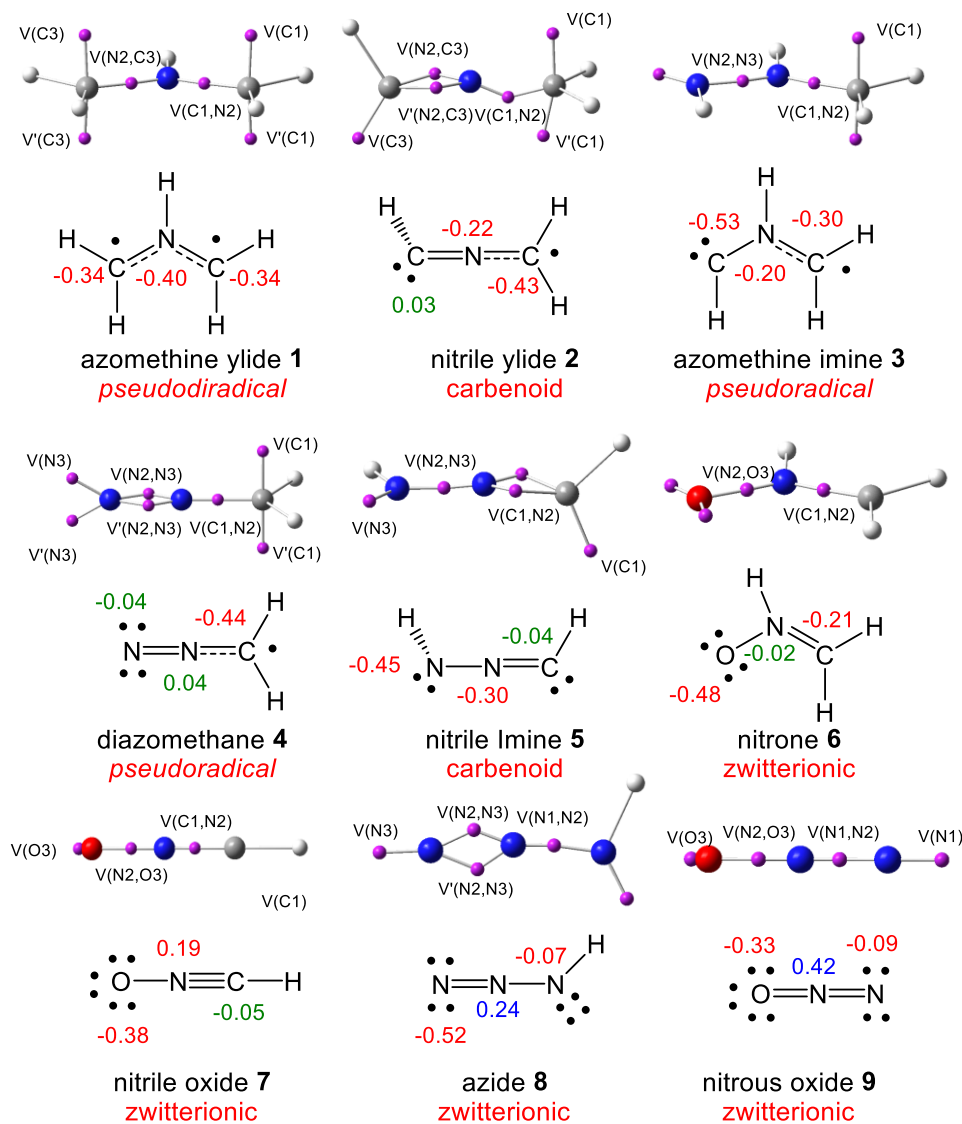 V(C3)
V(N2,C3)
V(C1)
V(C1,N2)
V'(C3)
V'(C1)
V(N2,C3)
V(C1)
V'(N2,C3)
V(C1,N2)
V(C3)
V'(C1)
V(N2,N3)
V(C1)
V(C1,N2)
H
H
N
H
-0.34
C
-0.40
C
-0.34
H
H
azomethine ylide 1
pseudodiradical
H
-0.22
H
C
N
C
0.03
-0.43
H
nitrile ylide 2
carbenoid
H
-0.53
N
-0.30
H
C
-0.20
C
H
H
azomethine imine 3
pseudoradical
V(N3)
V(N2,N3)
V(C1)
V'(N2,N3)
V(C1,N2)
V'(N3)
V'(C1)
V(N2,N3)
V(C1,N2)
V(N3)
V(C1)
V(N2,O3)
V(C1,N2)
-0.04
-0.44
H
N
N
C
0.04
H
diazomethane 4
pseudoradical
H
-0.04
H
-0.45
N
N
C
-0.30
nitrile Imine 5
carbenoid
H
N
-0.21
H
O
-0.02
C
-0.48
H
nitrone 6
zwitterionic
V(O3)
V(C1,N2)
V(N2,O3)
V(C1)
V(N3)
V(N2,N3)
V(N1,N2)
V'(N2,N3)
V(O3)
V(N2,O3)
V(N1,N2)
V(N1)
0.19
O
N
C
H
-0.38
-0.05
nitrile oxide 7
zwitterionic
-0.07
H
N
N
N
-0.52
0.24
azide 8
zwitterionic
-0.33
0.42
-0.09
O
N
N
nitrous oxide 9
zwitterionic